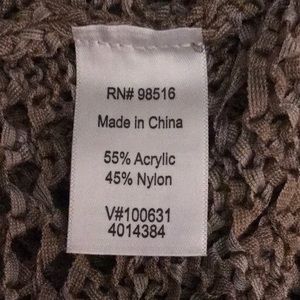 RN# 98516
Made in China
55% Acrylic
45% Nylon
V#100631
4014384